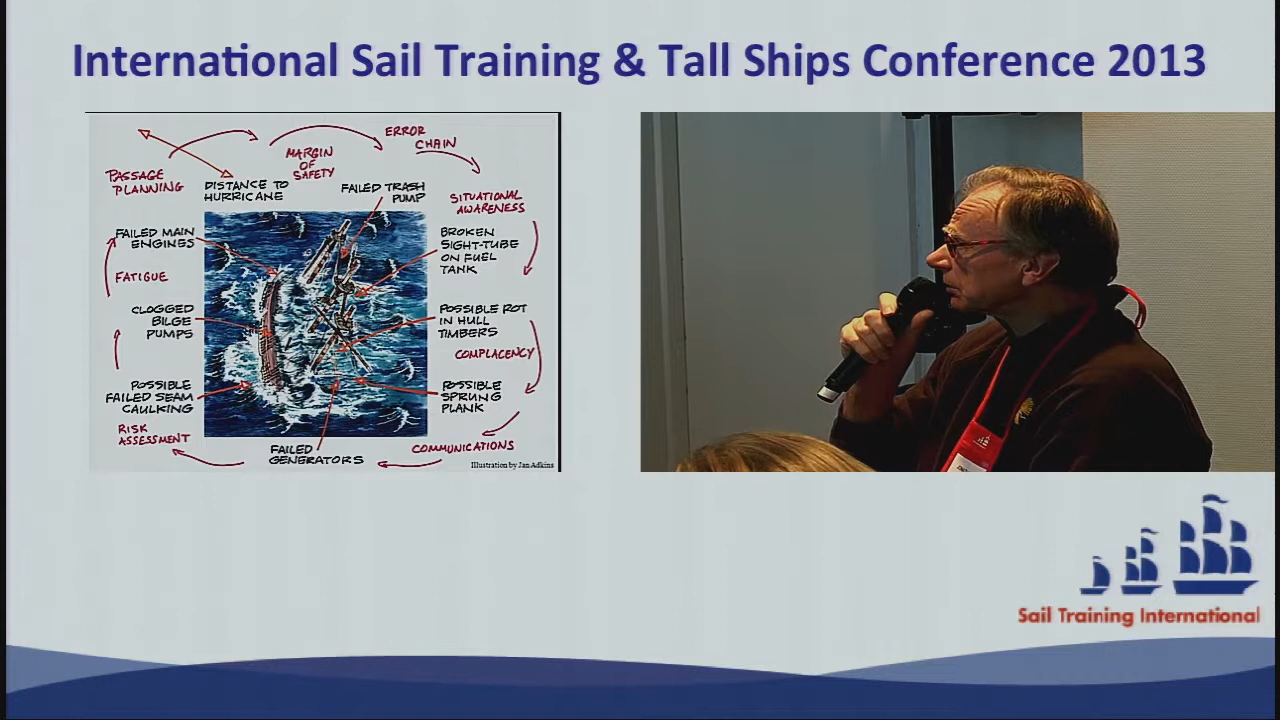 International Sail Training & Tall Ships Conference 2013
ERROR
CHAIN
MARGIN
OF
SAFETY
PASSAGE
PLANNING
DISTANCE TO
HURRICANE
FAILED TRASH
PUMP
SITUATIONAL
AWARENESS
FAILED MAIN
ENGINES
BROKEN
SIGHT-TUBE
ON FUEL
TANK
FATIGUE
CLOGGED
BILGE
PUMPS
POSSIBLE ROT
IN HULL
TIMBERS
COMPLACENCY
POSSIBLE
FAILED SEAM
CAULKING
POSSIBLE
SPRUNG
PLANK
RISK
ASSESSMENT
FAILED
GENERATORS
COMMUNICATIONS
Illustration by Jan Adkins
Sail Training International